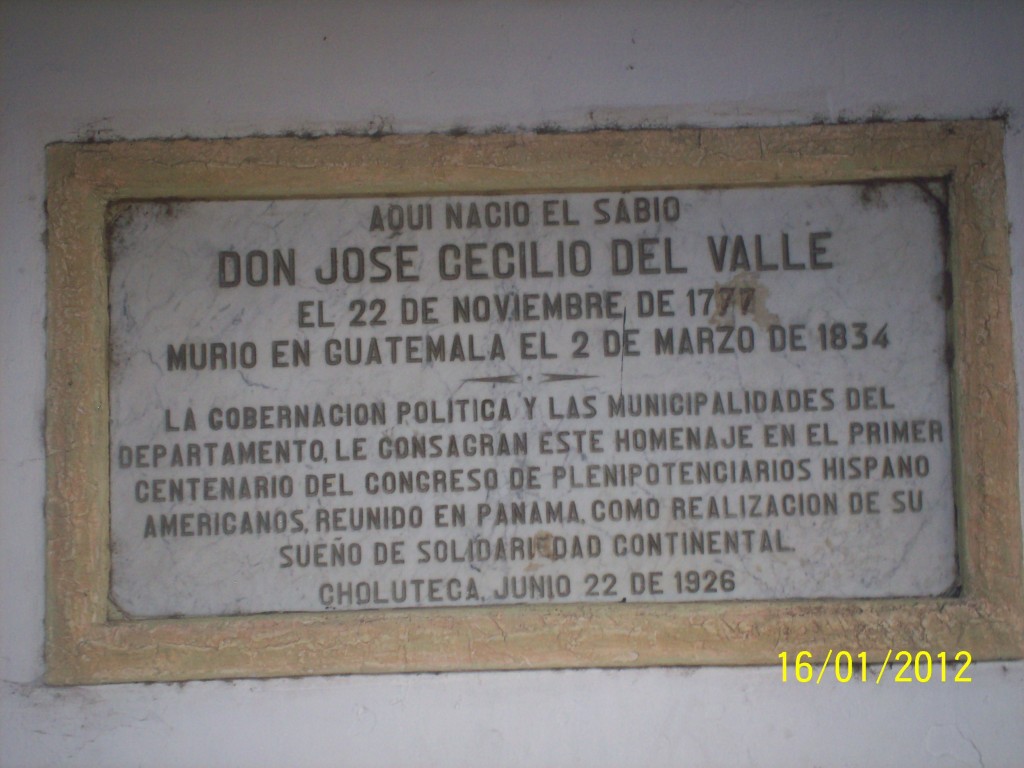 AQUI NACIO EL SABIO
DON JOSE CECILIO DEL VALLE
EL 22 DE NOVIEMBRE DE 1777
MURIO EN GUATEMALA EL 2 DE MARZO DE 1834
LA GOBERNACION POLITICA Y LAS MUNICIPALIDADES DEL
DEPARTAMENTO, LE CONSAGRAN ESTE HOMENAJE EN EL PRIMER
CENTENARIO DEL CONGRESO DE PLENIPOTENCIARIOS HISPANO
AMERICANOS, REUNIDO EN PANAMA, COMO REALIZACION DE SU
SUEÑO DE SOLIDARIEDAD CONTINENTAL.
CHOLUTECA, JUNIO 22 DE 1926
16/01/2012